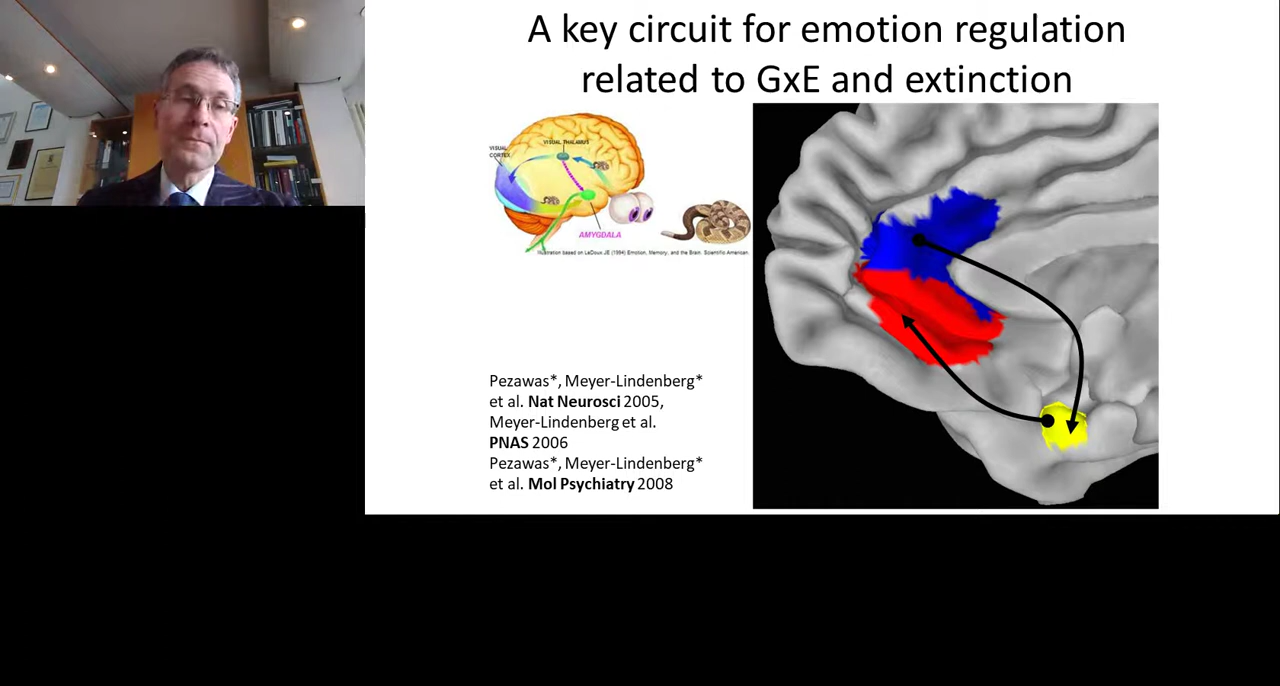 A key circuit for emotion regulation
related to GxE and extinction
VISUAL THALAMUS
VISUAL
CORTEX
AMYGDALA
Illustration based on LeDoux JE (1994) Emotion, Memory, and the Brain. Scientific American.
Pezawas*, Meyer-Lindenberg*
et al. Nat Neurosci 2005,
Meyer-Lindenberg et al.
PNAS 2006
Pezawas*, Meyer-Lindenberg*
et al. Mol Psychiatry 2008